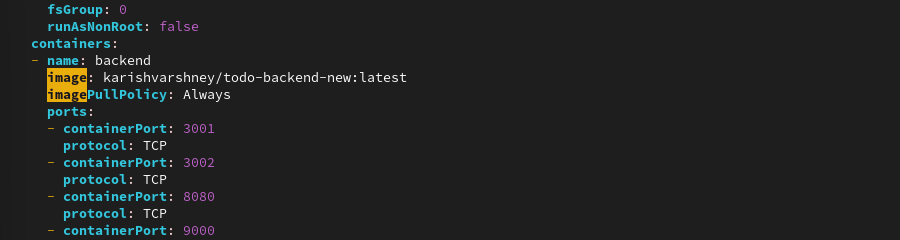 fsGroup: 0
runAsNonRoot: false
containers:
- name: backend
image: karishvarshney/todo-backend-new:latest
imagePullPolicy: Always
ports:
- containerPort: 3001
protocol: TCP
- containerPort: 3002
protocol: TCP
- containerPort: 8080
protocol: TCP
- containerPort: 9000